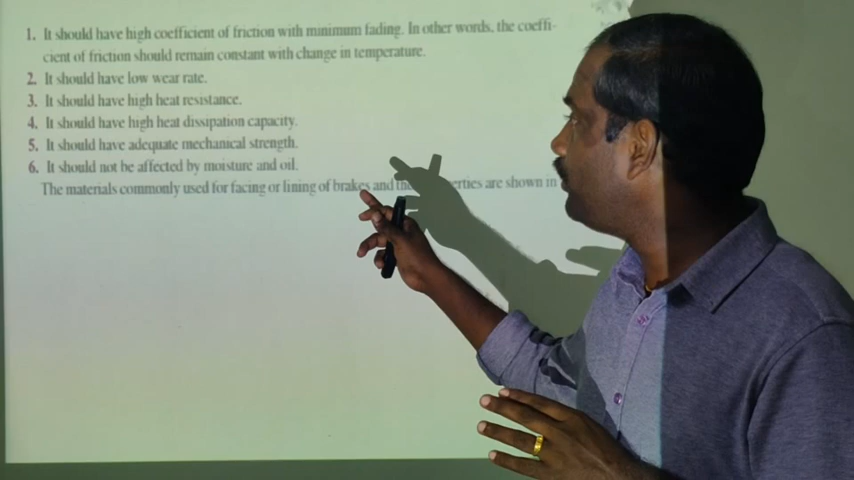 1. It should have high coefficient of friction with minimum fading. In other words, the coeffi-
cient of friction should remain constant with change in temperature.
2. It should have low wear rate.
3. It should have high heat resistance.
4. It should have high heat dissipation capacity.
5. It should have adequate mechanical strength.
6. It should not be affected by moisture and oil.
The materials commonly used for facing or lining of brakes and are shown in